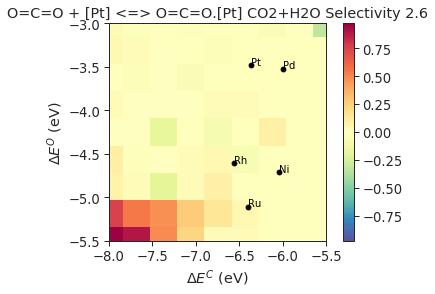 O=C=O + [Pt] <=> O=C=O.[Pt] CO2+H2O Selectivity 2.6
−3.0
−3.5
−4.0
−4.5
−5.0
−5.5
ΔE^O (eV)
Pt
Pd
Rh
Ni
Ru
−8.0 −7.5 −7.0 −6.5 −6.0 −5.5
ΔE^C (eV)
0.75
0.50
0.25
0.00
−0.25
−0.50
−0.75